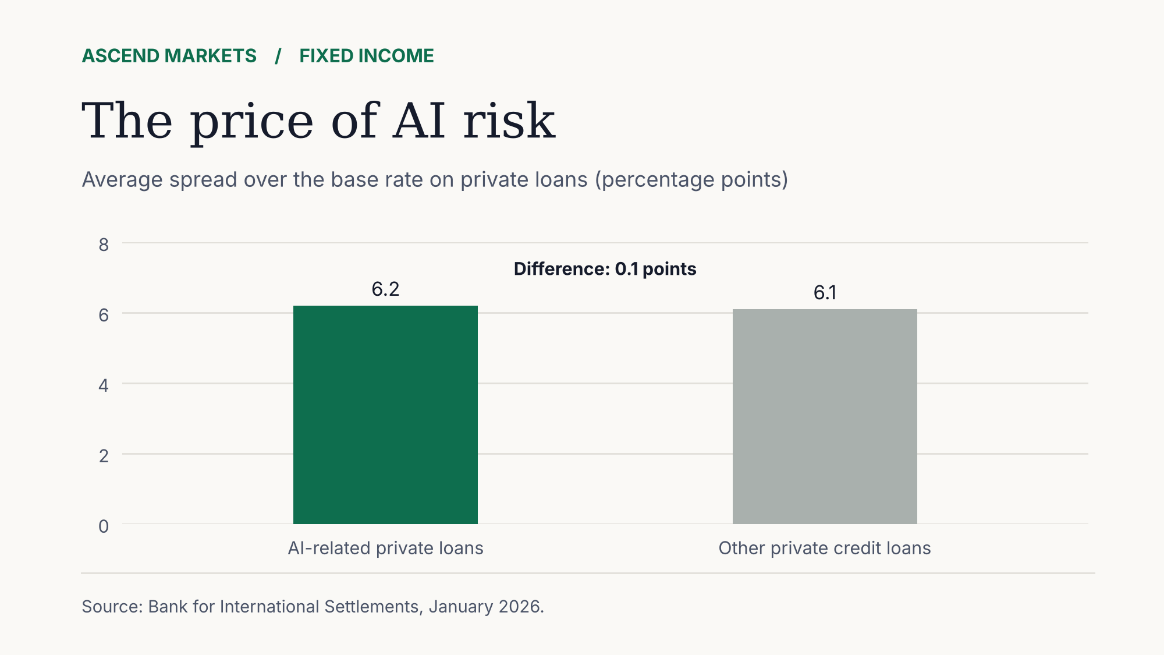 ASCEND MARKETS / FIXED INCOME
The price of AI risk
Average spread over the base rate on private loans (percentage points)
8
Difference: 0.1 points
6.2
6.1
6
4
2
0
AI-related private loans
Other private credit loans
Source: Bank for International Settlements, January 2026.